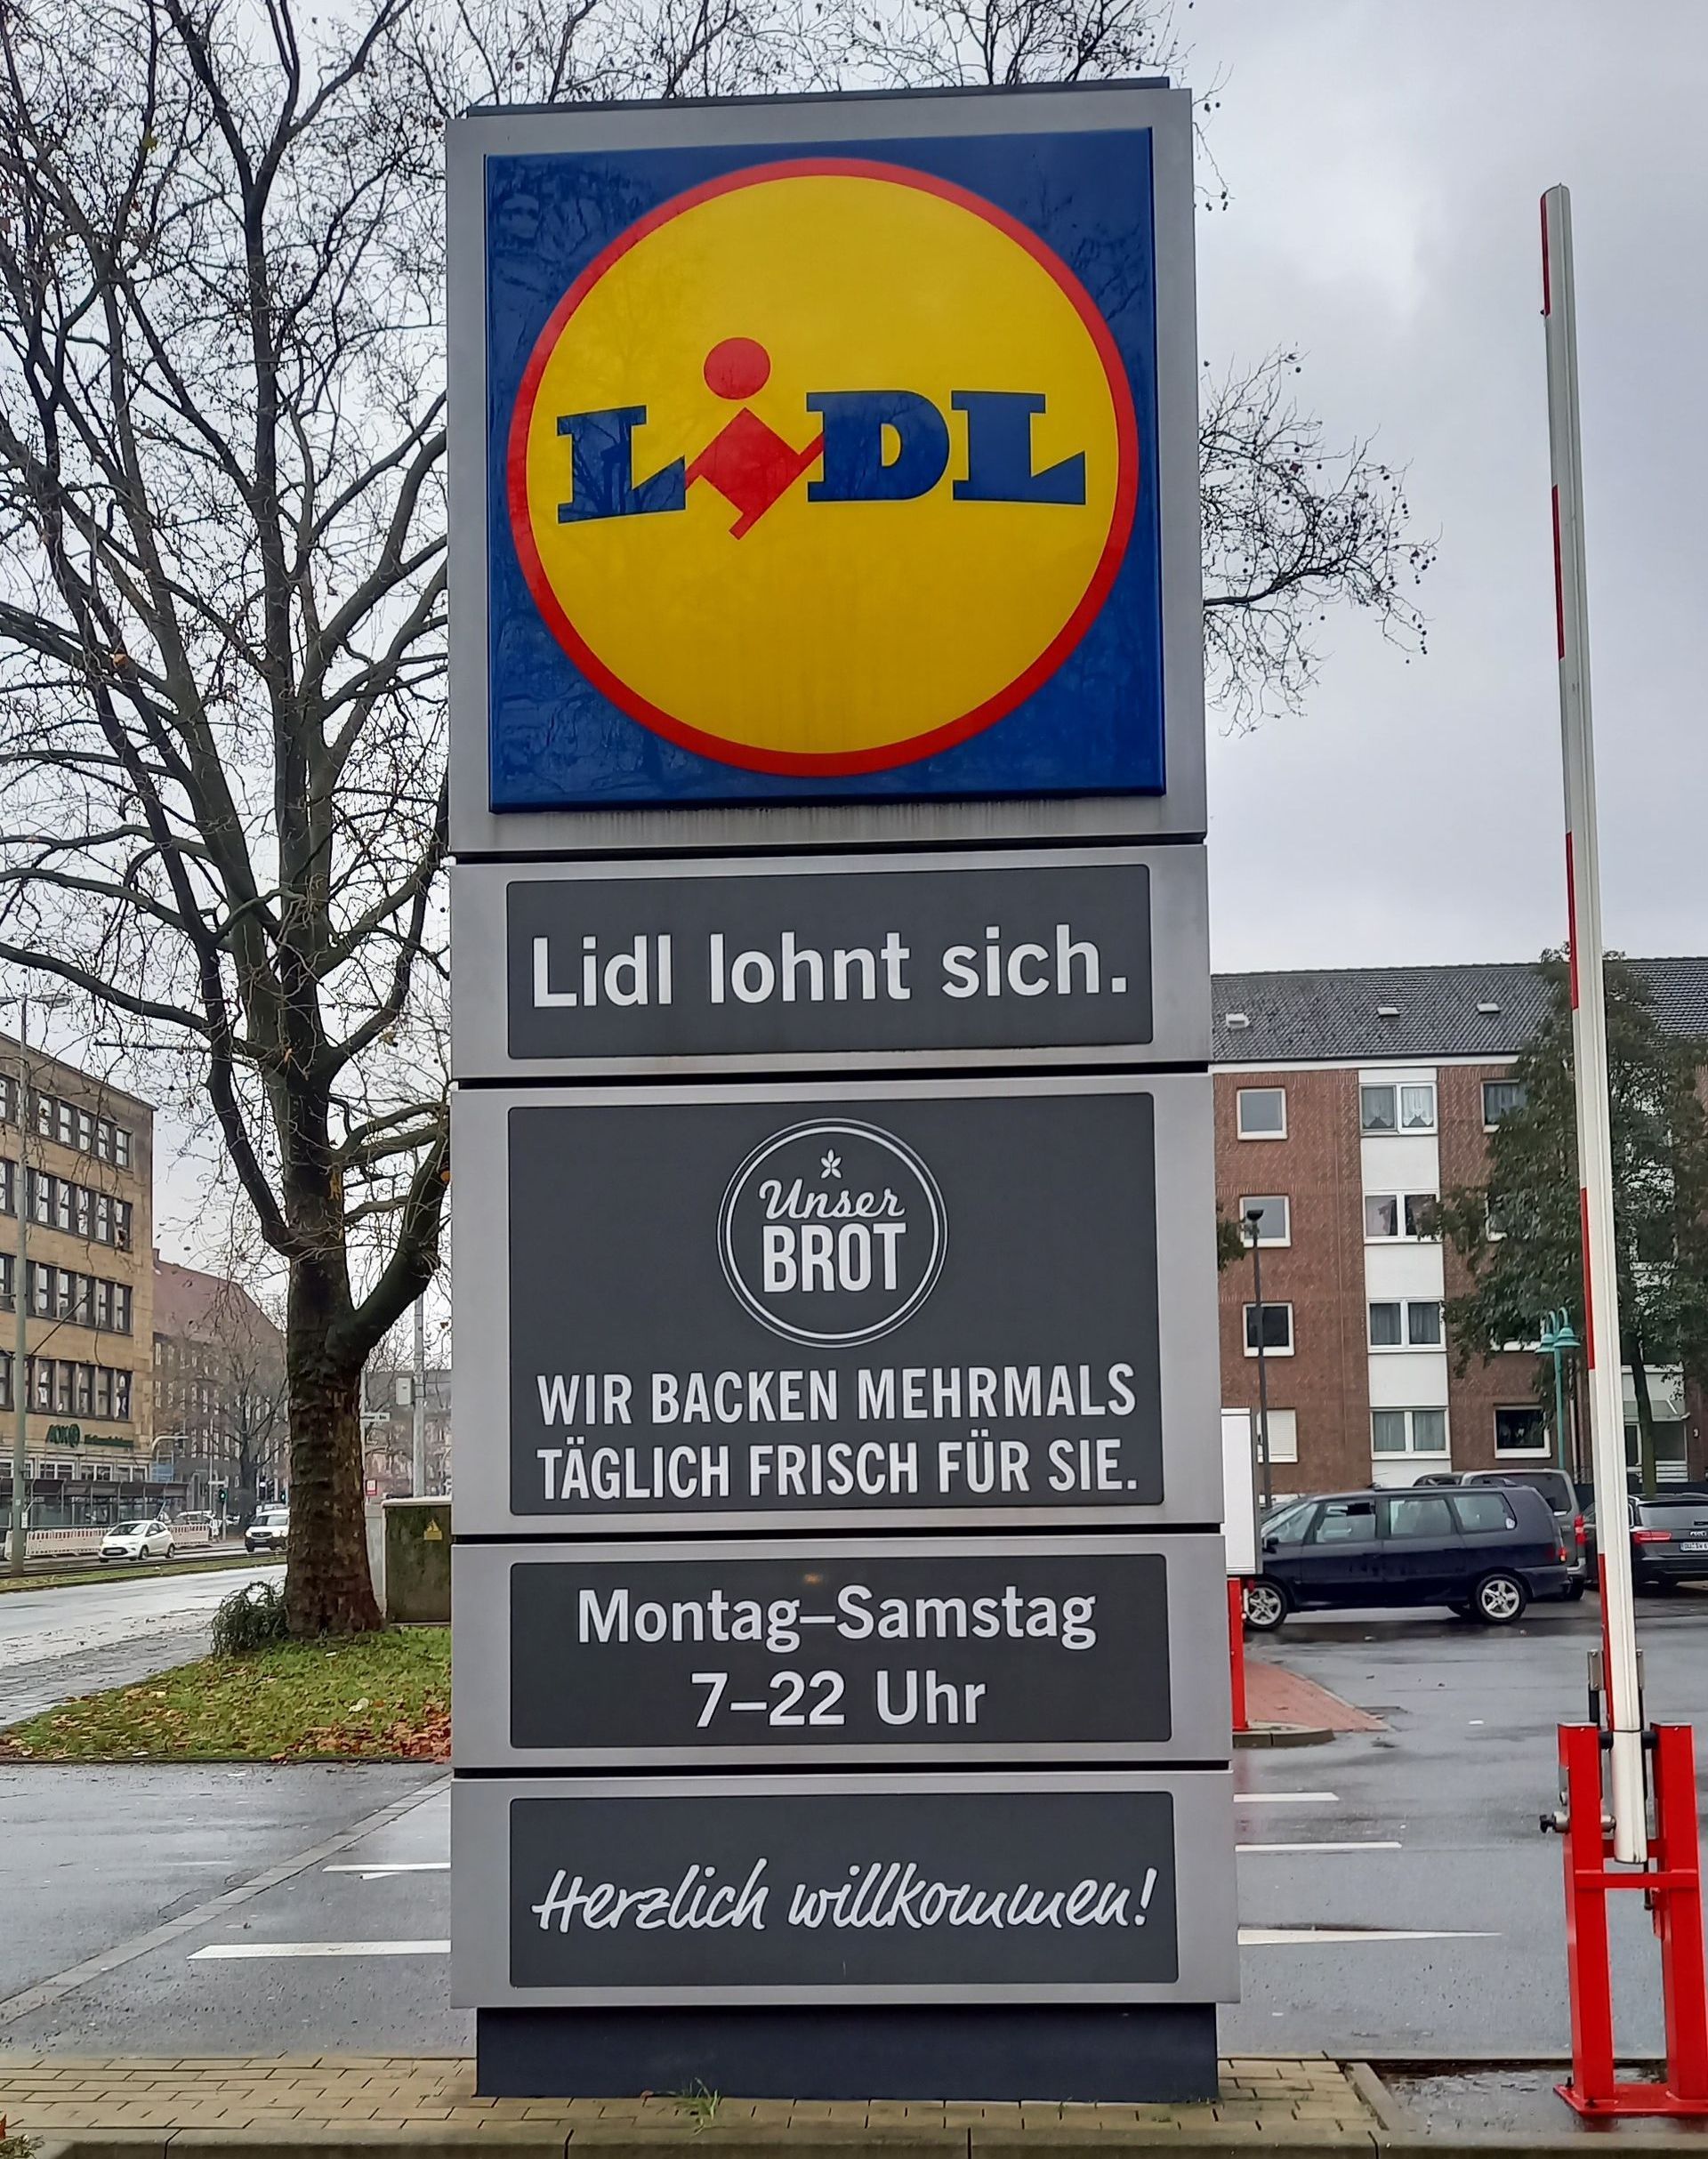 LiDL
Lidl lohnt sich.
Unser
BROT
WIR BACKEN MEHRMALS
TÄGLICH FRISCH FÜR SIE.
Montag–Samstag
7–22 Uhr
Herzlich willkommen!
AOK